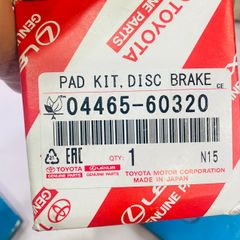 TOYOTA
GENUINE PARTS
LEXUS
PAD KIT, DISC BRAKE
CE
04465-60320
EAC
QTY: 1 N15
TOYOTA LEXUS TOYOTA MOTOR CORPORATION
GENUINE PARTS GENUINE PARTS MADE IN JAPAN